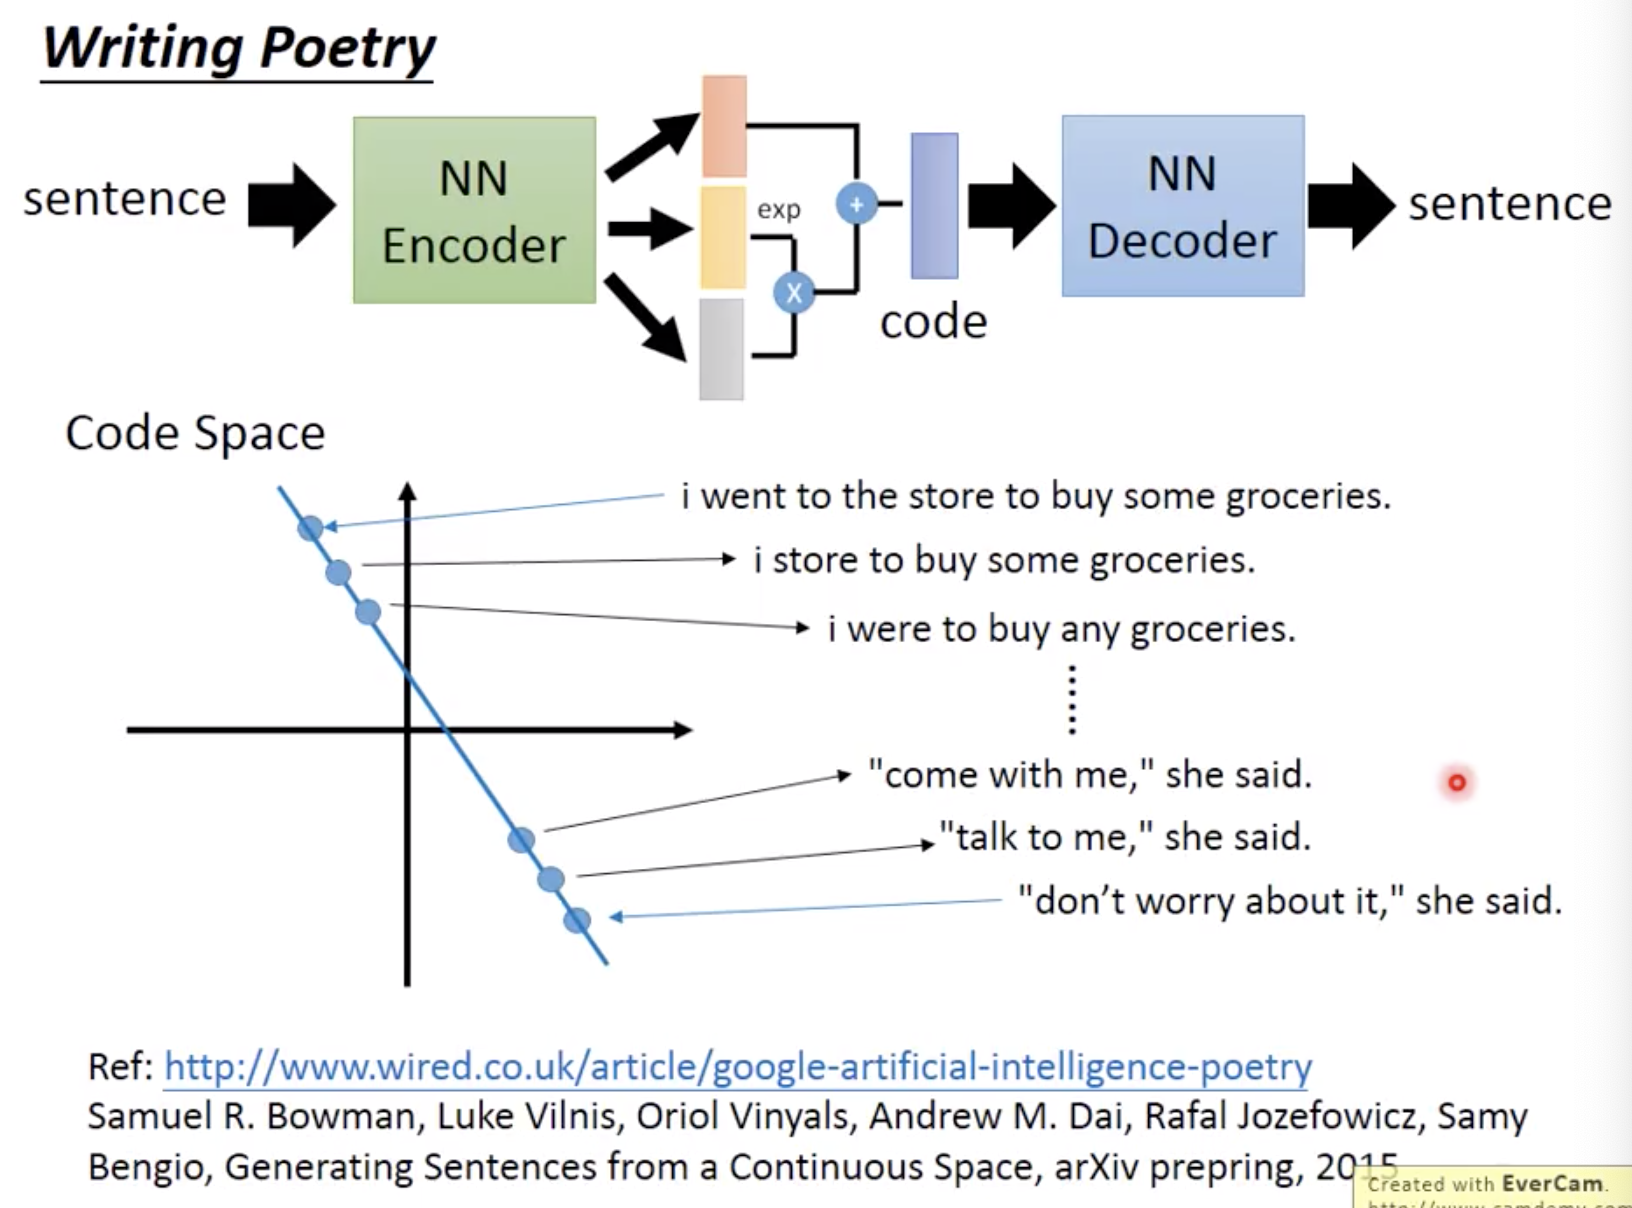 Writing Poetry
sentence
NN
Encoder
exp
+
X
code
NN
Decoder
sentence
Code Space
i went to the store to buy some groceries.
i store to buy some groceries.
i were to buy any groceries.
"come with me," she said.
"talk to me," she said.
"don’t worry about it," she said.
Ref: http://www.wired.co.uk/article/google-artificial-intelligence-poetry
Samuel R. Bowman, Luke Vilnis, Oriol Vinyals, Andrew M. Dai, Rafal Jozefowicz, Samy
Bengio, Generating Sentences from a Continuous Space, arXiv prepring, 2015
Created with EverCam.